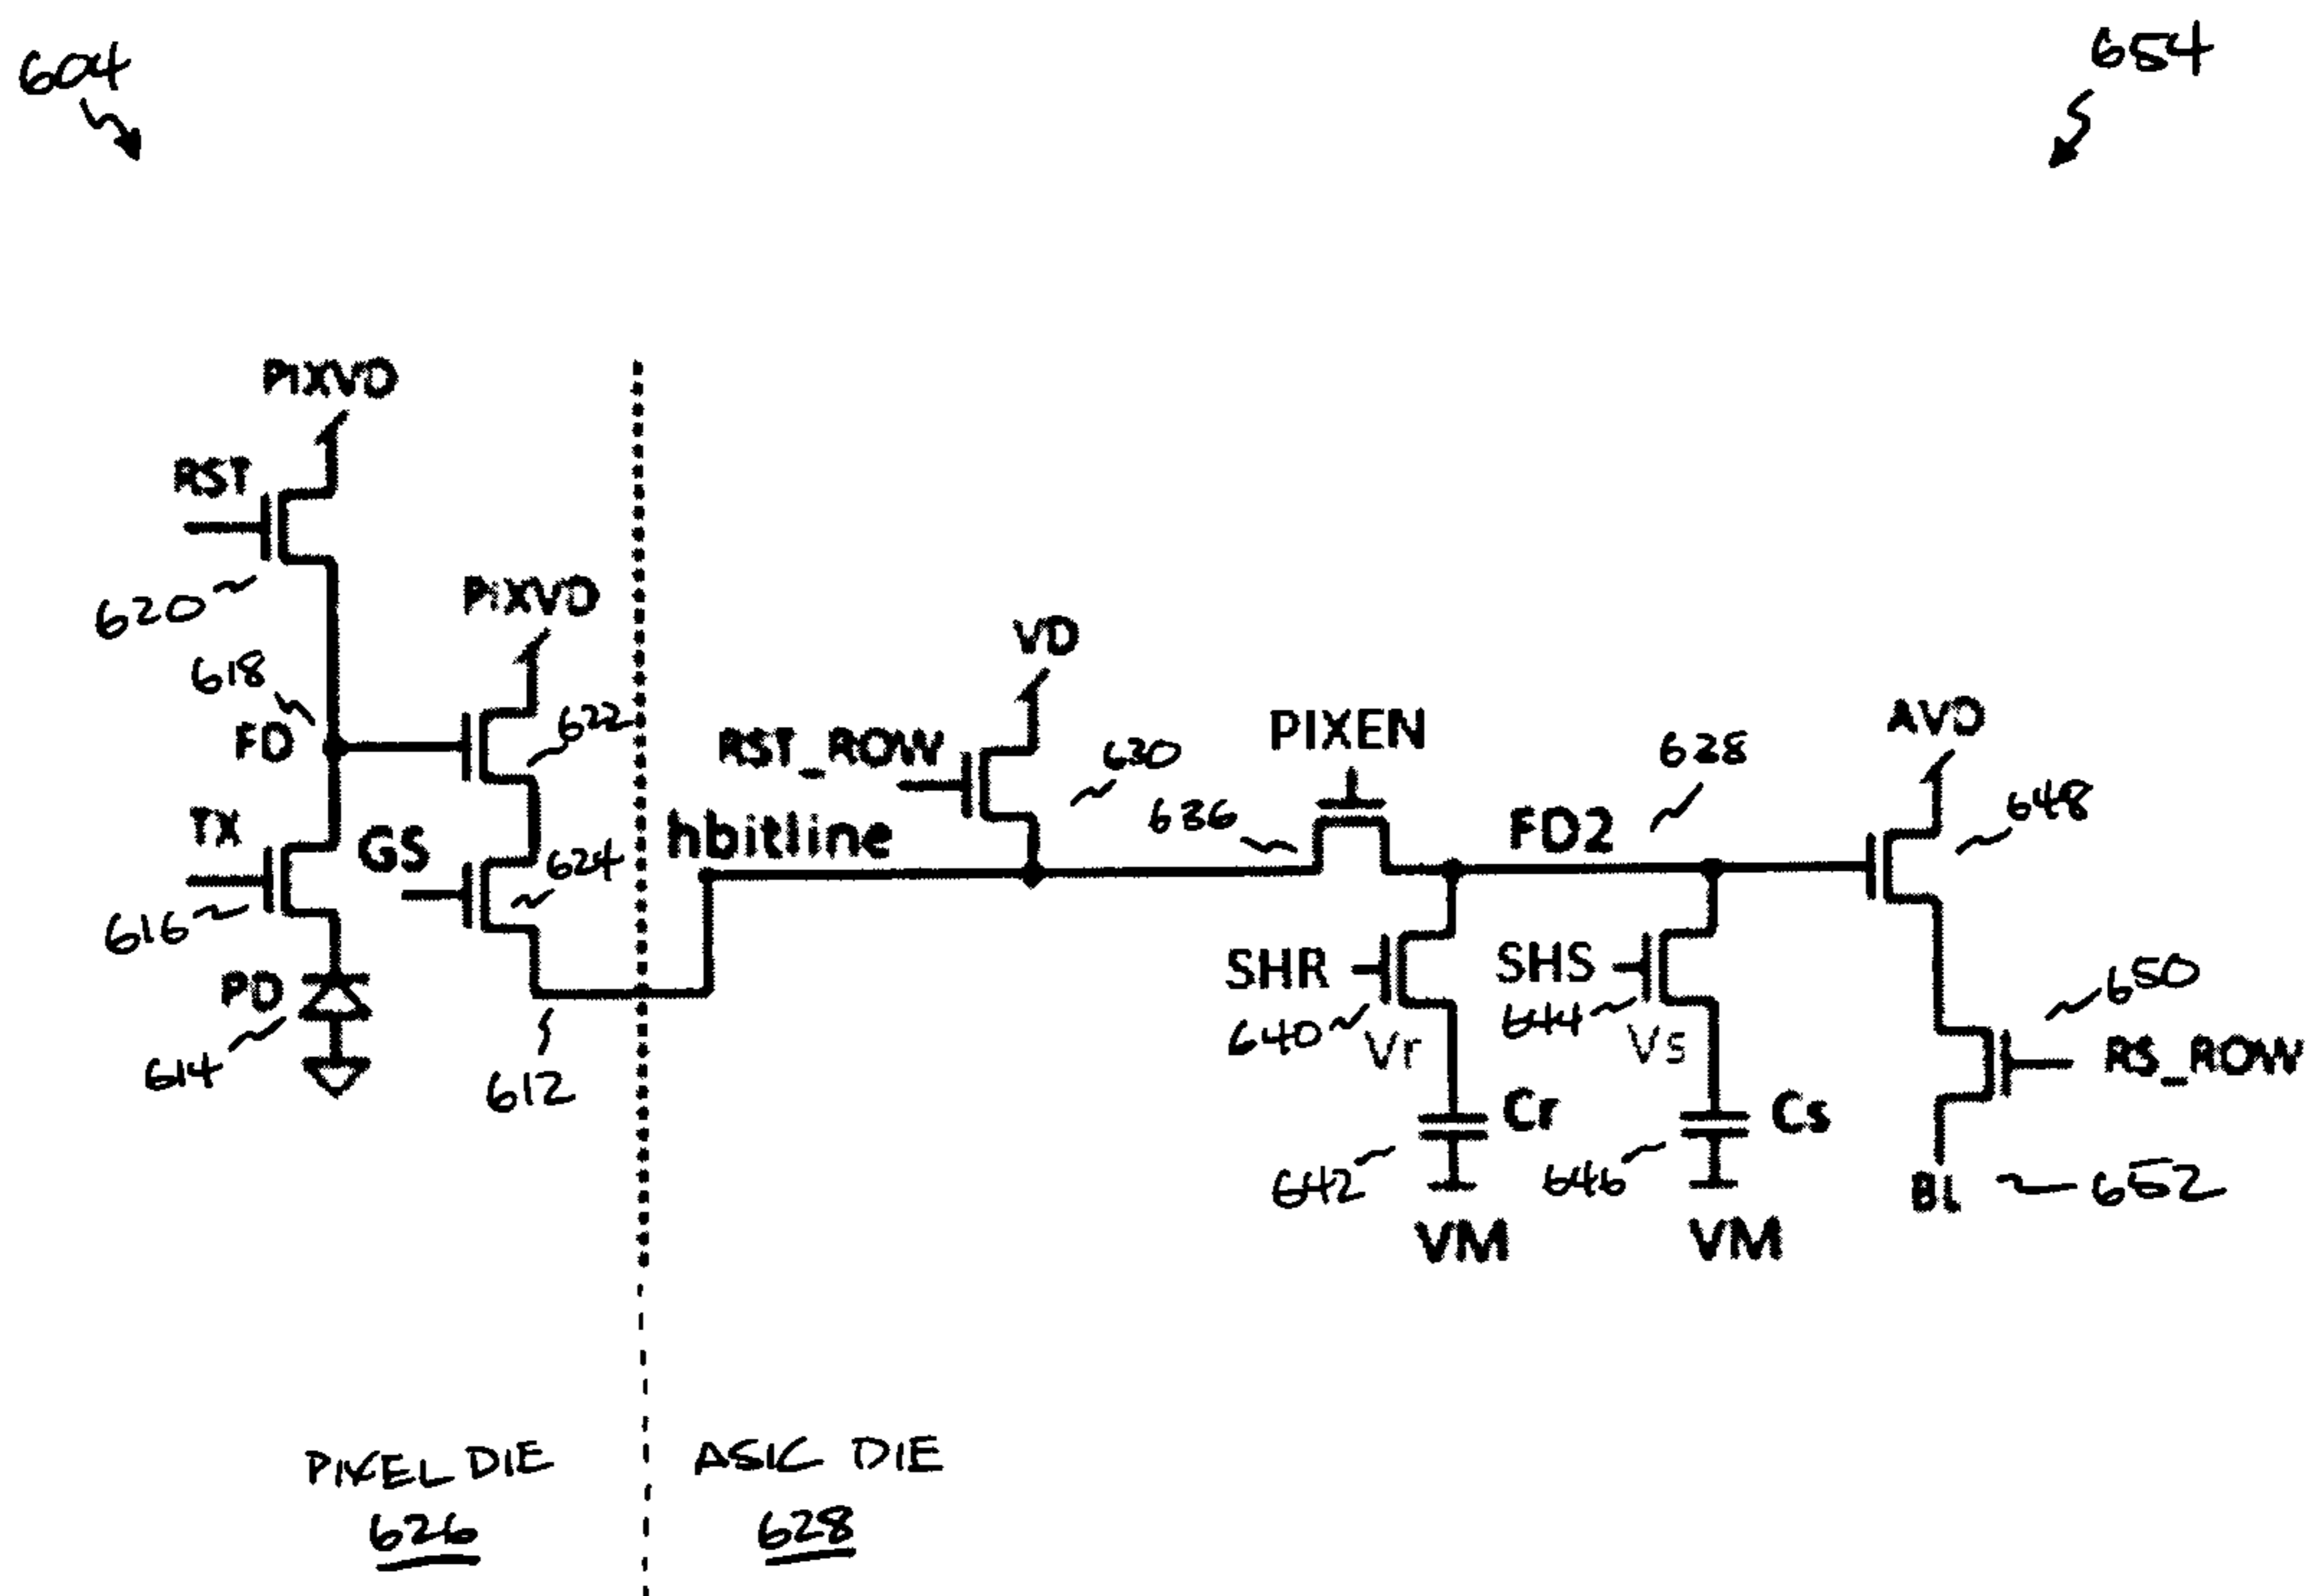 604
654
PIXVD
RST
620
PIXVD
618
FD
622
TX
GS
624
616
PD
614
612
hbitline
RST_ROW
VD
630
636
PIXEN
FD2
628
AVD
648
SHR
640
Vr
SHS
644
Vs
650
RS_ROW
Cr
642
VM
Cs
646
VM
BL
652
PIXEL DIE
626
ASIC DIE
628